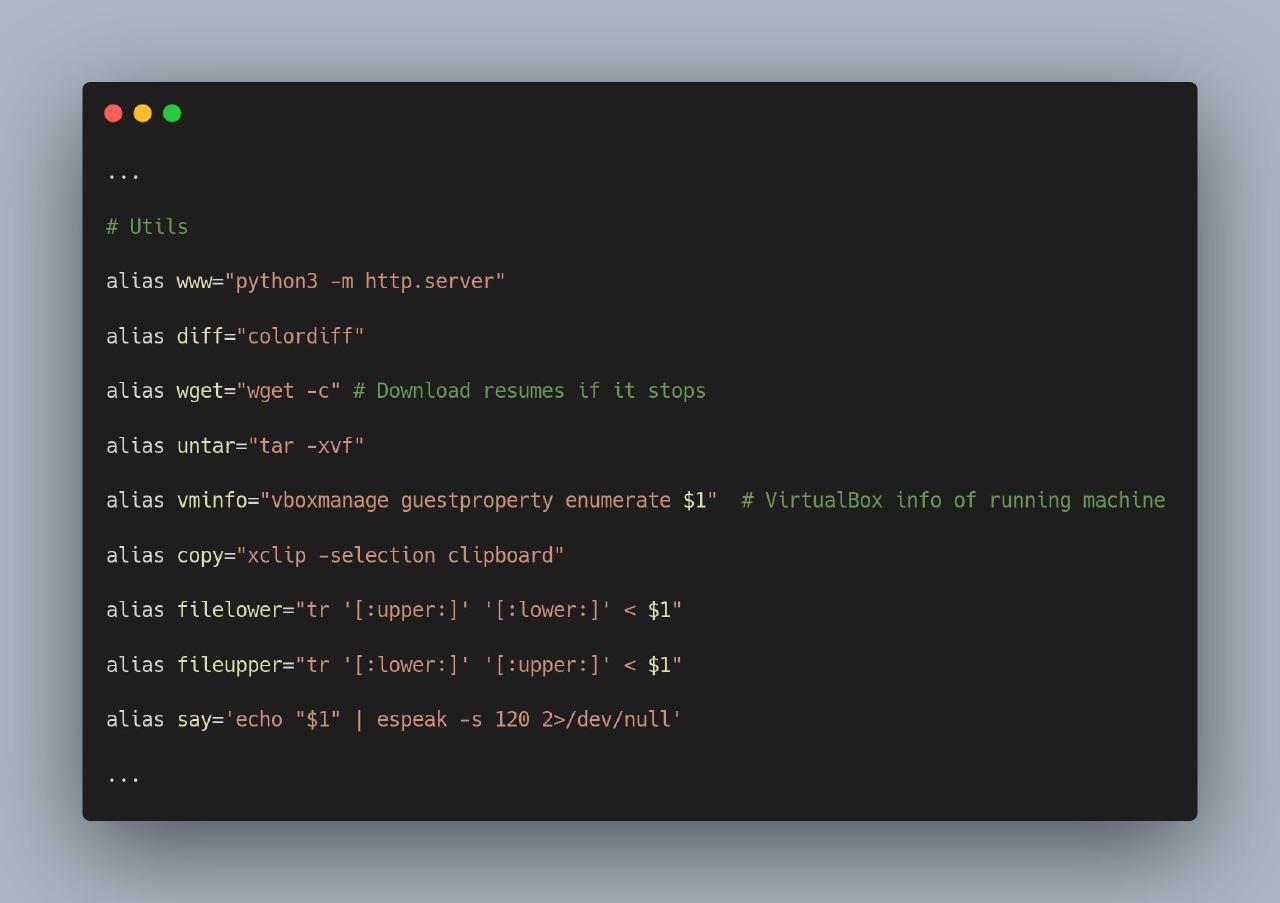 ...
# Utils
alias www="python3 -m http.server"
alias diff="colordiff"
alias wget="wget -c" # Download resumes if it stops
alias untar="tar -xvf"
alias vminfo="vboxmanage guestproperty enumerate $1"  # VirtualBox info of running machine
alias copy="xclip -selection clipboard"
alias filelower="tr '[:upper:]' '[:lower:]' < $1"
alias fileupper="tr '[:lower:]' '[:upper:]' < $1"
alias say='echo "$1" | espeak -s 120 2>/dev/null'
...